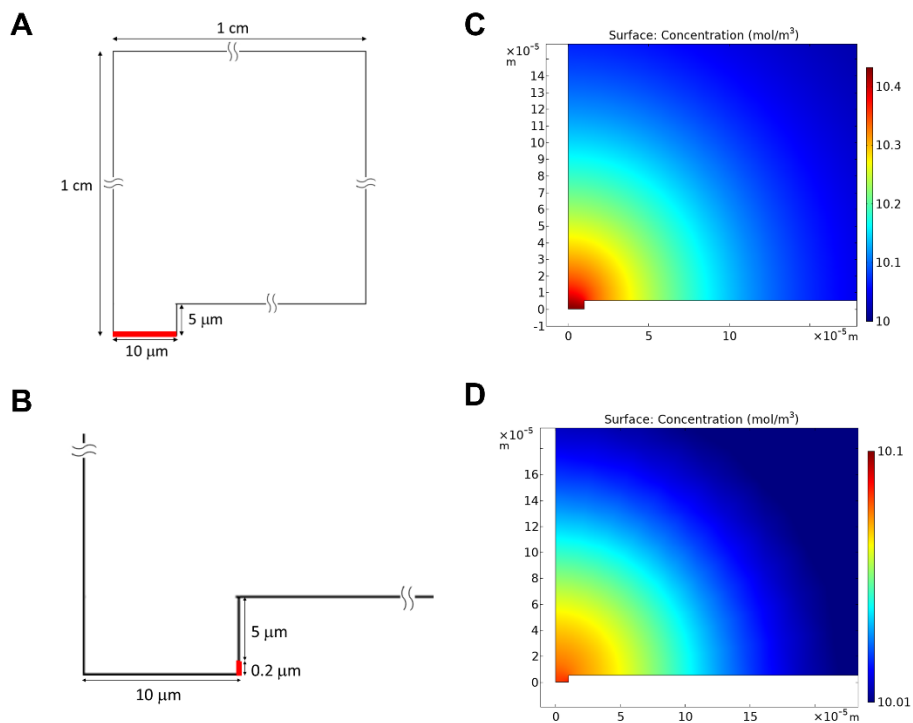 A
1 cm
1 cm
5 μm
10 μm
B
5 μm
0.2 μm
10 μm
C
Surface: Concentration (mol/m³)
×10⁻⁵
m
14
13
12
11
10
9
8
7
6
5
4
3
2
1
0
-1
0
5
10
×10⁻⁵ m
10.4
10.3
10.2
10.1
10
D
Surface: Concentration (mol/m³)
×10⁻⁵
m
18
16
14
12
10
8
6
4
2
0
0
5
10
15
×10⁻⁵ m
10.1
10.01